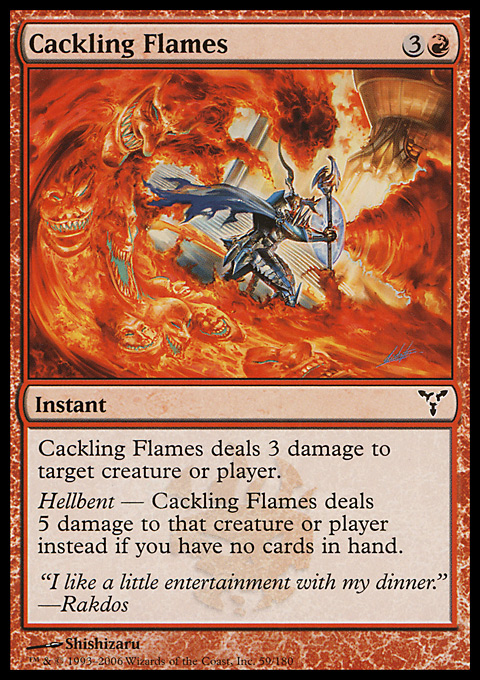 Cackling Flames 3
Instant
Cackling Flames deals 3 damage to
target creature or player.
Hellbent — Cackling Flames deals
5 damage to that creature or player
instead if you have no cards in hand.
“I like a little entertainment with my dinner.”
—Rakdos
Shishizaru
™ & © 1993–2006 Wizards of the Coast, Inc. 59/180